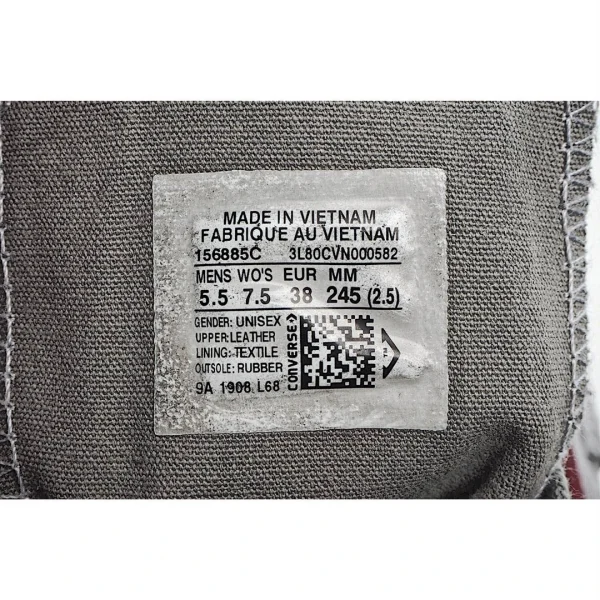 MADE IN VIETNAM
FABRIQUE AU VIETNAM
156885C 3L80CVN000582
MENS WO'S EUR MM
5.5 7.5 38 245 (2.5)
GENDER: UNISEX
UPPER: LEATHER
LINING: TEXTILE
OUTSOLE: RUBBER
9A 1908 L68
CONVERSE
TM